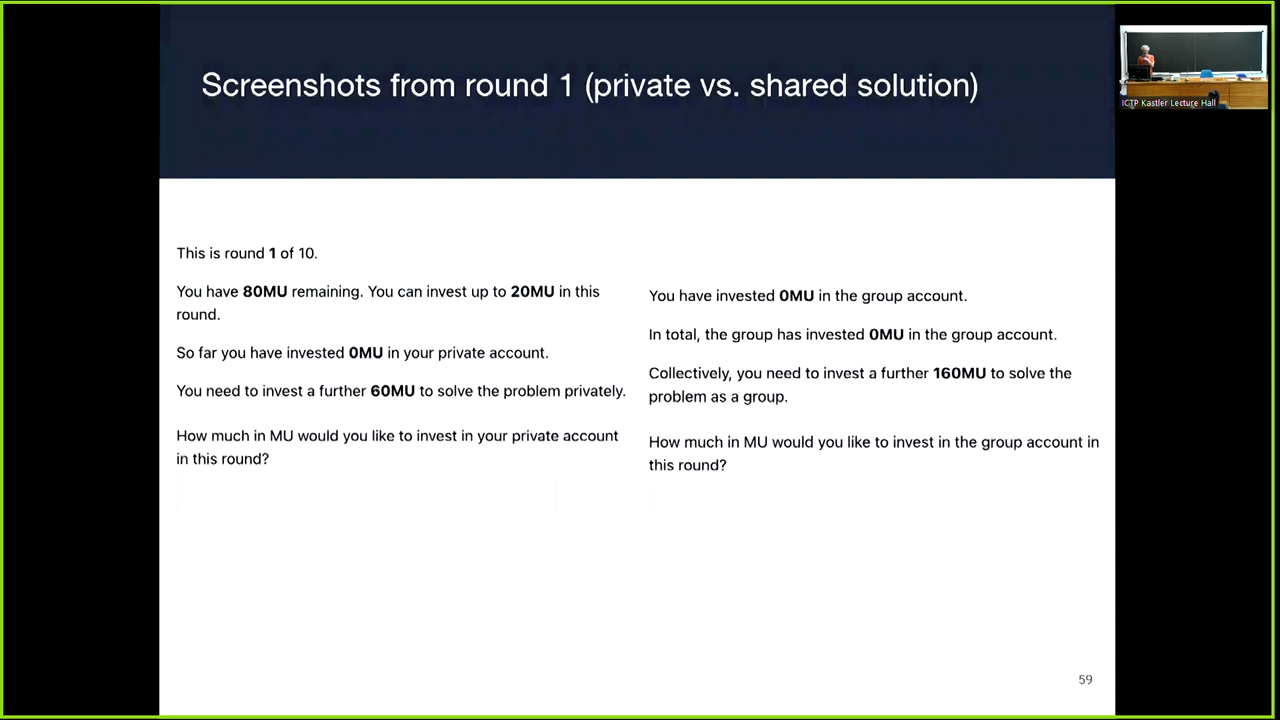 Screenshots from round 1 (private vs. shared solution)
ICTP Kastler Lecture Hall
This is round 1 of 10.
You have 80MU remaining. You can invest up to 20MU in this
round.
So far you have invested 0MU in your private account.
You need to invest a further 60MU to solve the problem privately.
How much in MU would you like to invest in your private account
in this round?
You have invested 0MU in the group account.
In total, the group has invested 0MU in the group account.
Collectively, you need to invest a further 160MU to solve the
problem as a group.
How much in MU would you like to invest in the group account in
this round?
59